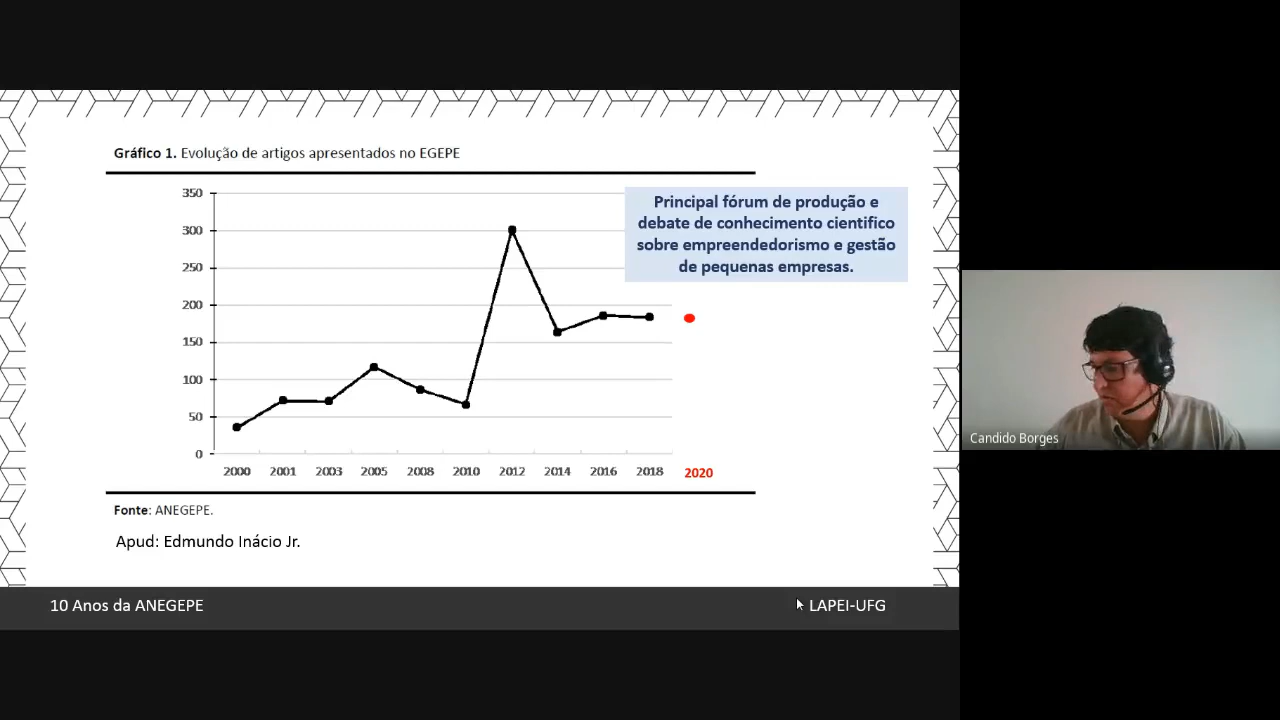 Gráfico 1. Evolução de artigos apresentados no EGEPE
350
300
250
200
150
100
50
0
2000 2001 2003 2005 2008 2010 2012 2014 2016 2018 2020
Principal fórum de produção e
debate de conhecimento cientifico
sobre empreendedorismo e gestão
de pequenas empresas.
Fonte: ANEGEPE.
Apud: Edmundo Inácio Jr.
10 Anos da ANEGEPE
LAPEI-UFG
Candido Borges